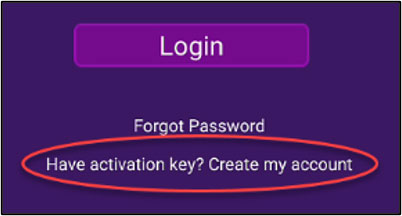 Login
Forgot Password
Have activation key? Create my account